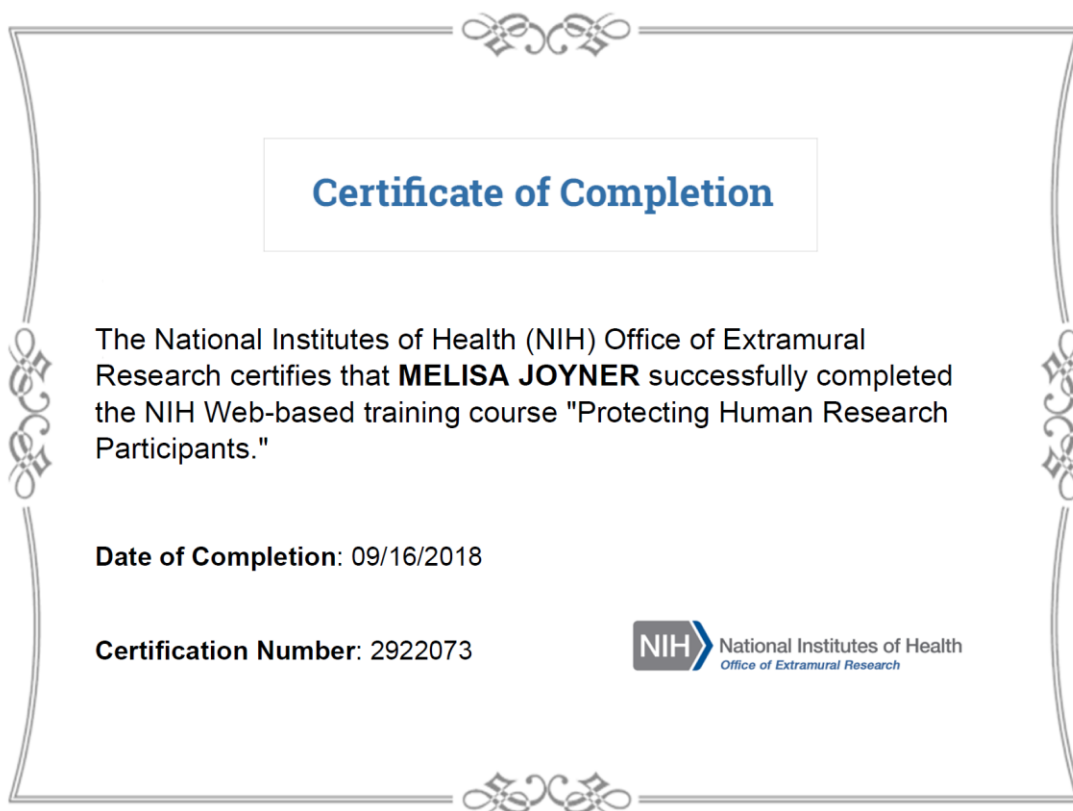 Certificate of Completion
The National Institutes of Health (NIH) Office of Extramural
Research certifies that MELISA JOYNER successfully completed
the NIH Web-based training course "Protecting Human Research
Participants."
Date of Completion: 09/16/2018
Certification Number: 2922073
NIH National Institutes of Health
Office of Extramural Research